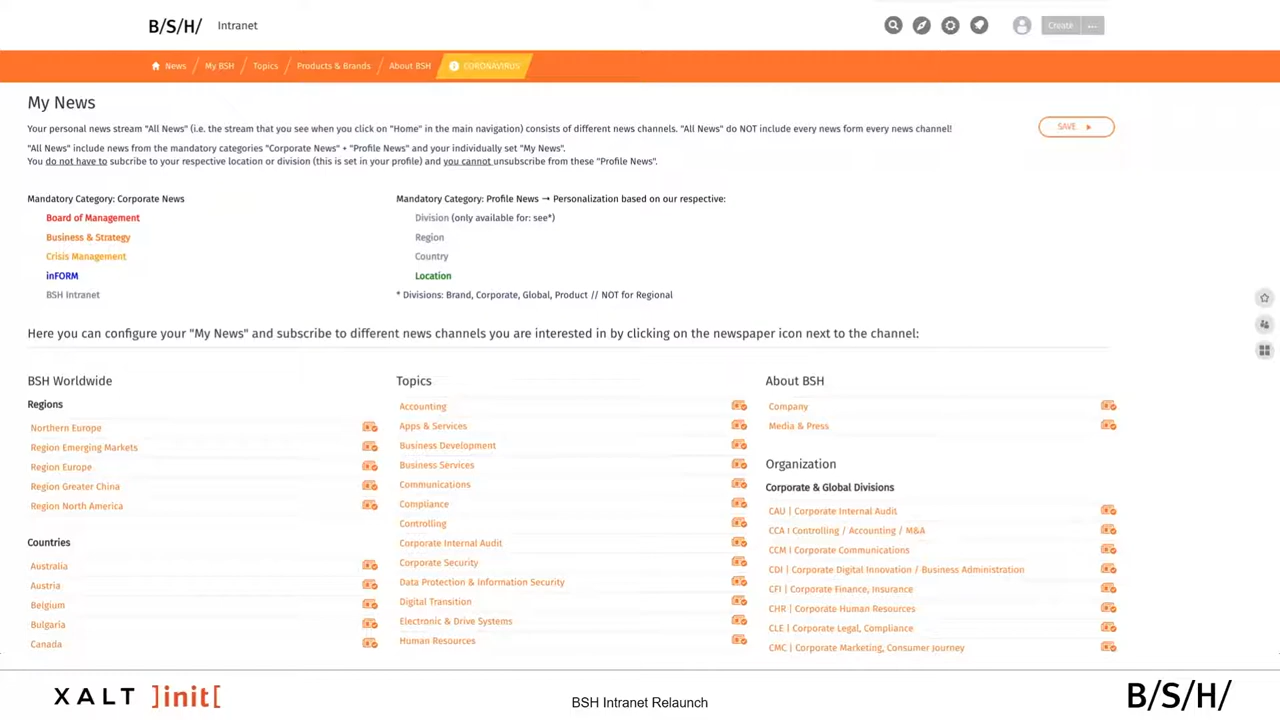 B/S/H/ Intranet
Create ...
News My BSH Topics Products & Brands About BSH CORONAVIRUS
My News
Your personal news stream "All News" (i.e. the stream that you see when you click on "Home" in the main navigation) consists of different news channels. "All News" do NOT include every news form every news channel!
SAVE
"All News" include news from the mandatory categories "Corporate News" + "Profile News" and your individually set "My News".
You do not have to subcribe to your respective location or division (this is set in your profile) and you cannot unsubscribe from these "Profile News".
Mandatory Category: Corporate News
Board of Management
Business & Strategy
Crisis Management
inFORM
BSH Intranet
Mandatory Category: Profile News → Personalization based on our respective:
Division (only available for: see*)
Region
Country
Location
* Divisions: Brand, Corporate, Global, Product // NOT for Regional
Here you can configure your "My News" and subscribe to different news channels you are interested in by clicking on the newspaper icon next to the channel:
BSH Worldwide
Regions
Northern Europe
Region Emerging Markets
Region Europe
Region Greater China
Region North America
Countries
Australia
Austria
Belgium
Bulgaria
Canada
Topics
Accounting
Apps & Services
Business Development
Business Services
Communications
Compliance
Controlling
Corporate Internal Audit
Corporate Security
Data Protection & Information Security
Digital Transition
Electronic & Drive Systems
Human Resources
About BSH
Company
Media & Press
Organization
Corporate & Global Divisions
CAU | Corporate Internal Audit
CCA I Controlling / Accounting / M&A
CCM I Corporate Communications
CDI | Corporate Digital Innovation / Business Administration
CFI | Corporate Finance, Insurance
CHR | Corporate Human Resources
CLE | Corporate Legal, Compliance
CMC | Corporate Marketing, Consumer Journey
XALT ]init[
BSH Intranet Relaunch
B/S/H/